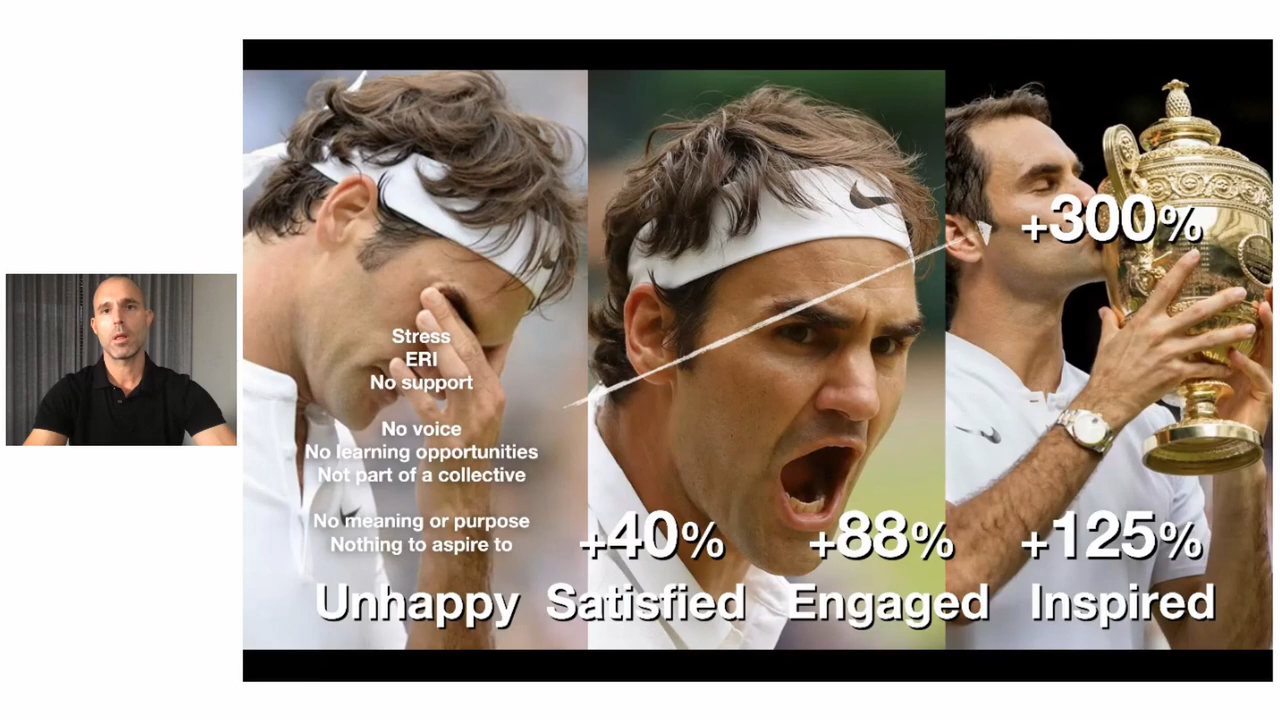 Stress
ERI
No support
No voice
No learning opportunities
Not part of a collective
No meaning or purpose
Nothing to aspire to
+300%
+40%
+88%
+125%
Unhappy
Satisfied
Engaged
Inspired